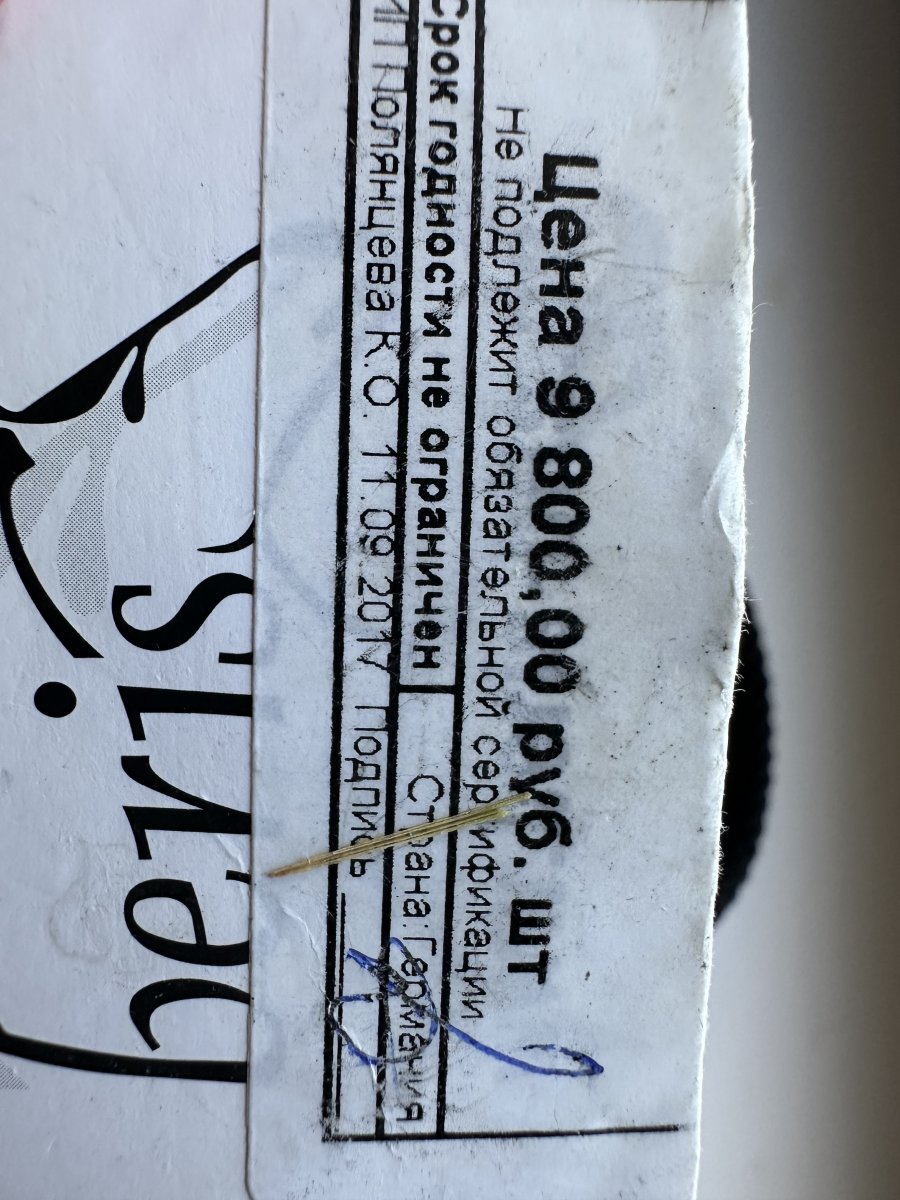 Цена 9 800,00 руб. шт
Не подлежит обязательной сертификации
Срок годности не ограничен
Страна:Германия
ИП Полянцева К.О. 11.09.2017 Подпись